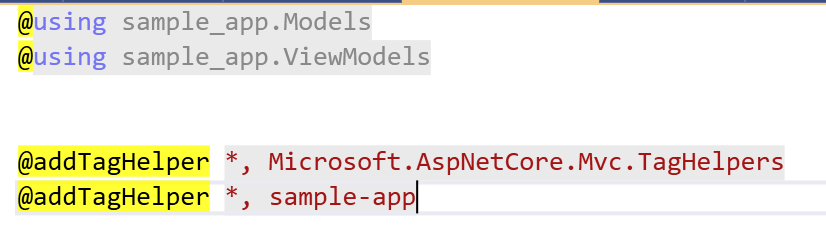 @using sample_app.Models
@using sample_app.ViewModels
@addTagHelper *, Microsoft.AspNetCore.Mvc.TagHelpers
@addTagHelper *, sample-app